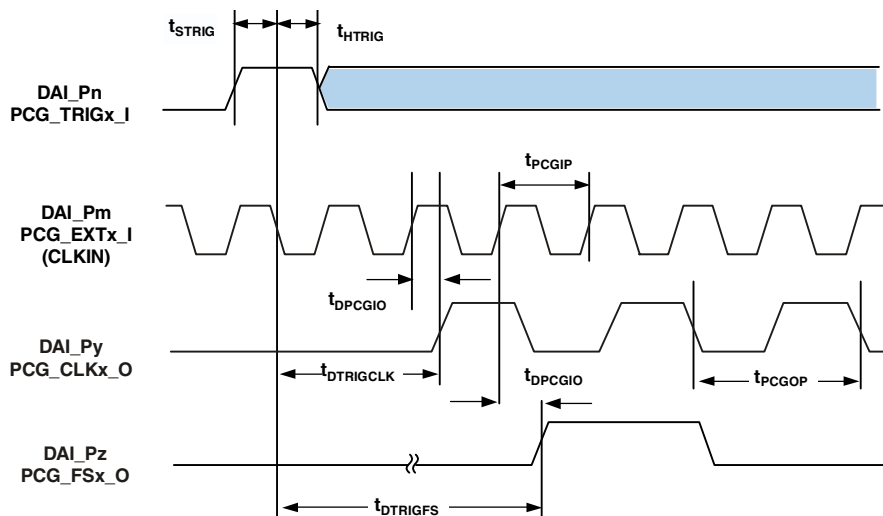 tSTRIG
tHTRIG
DAI_Pn
PCG_TRIGx_I
tPCGIP
DAI_Pm
PCG_EXTx_I
(CLKIN)
tDPCGIO
DAI_Py
PCG_CLKx_O
tDTRIGCLK
tDPCGIO
tPCGOP
DAI_Pz
PCG_FSx_O
tDTRIGFS